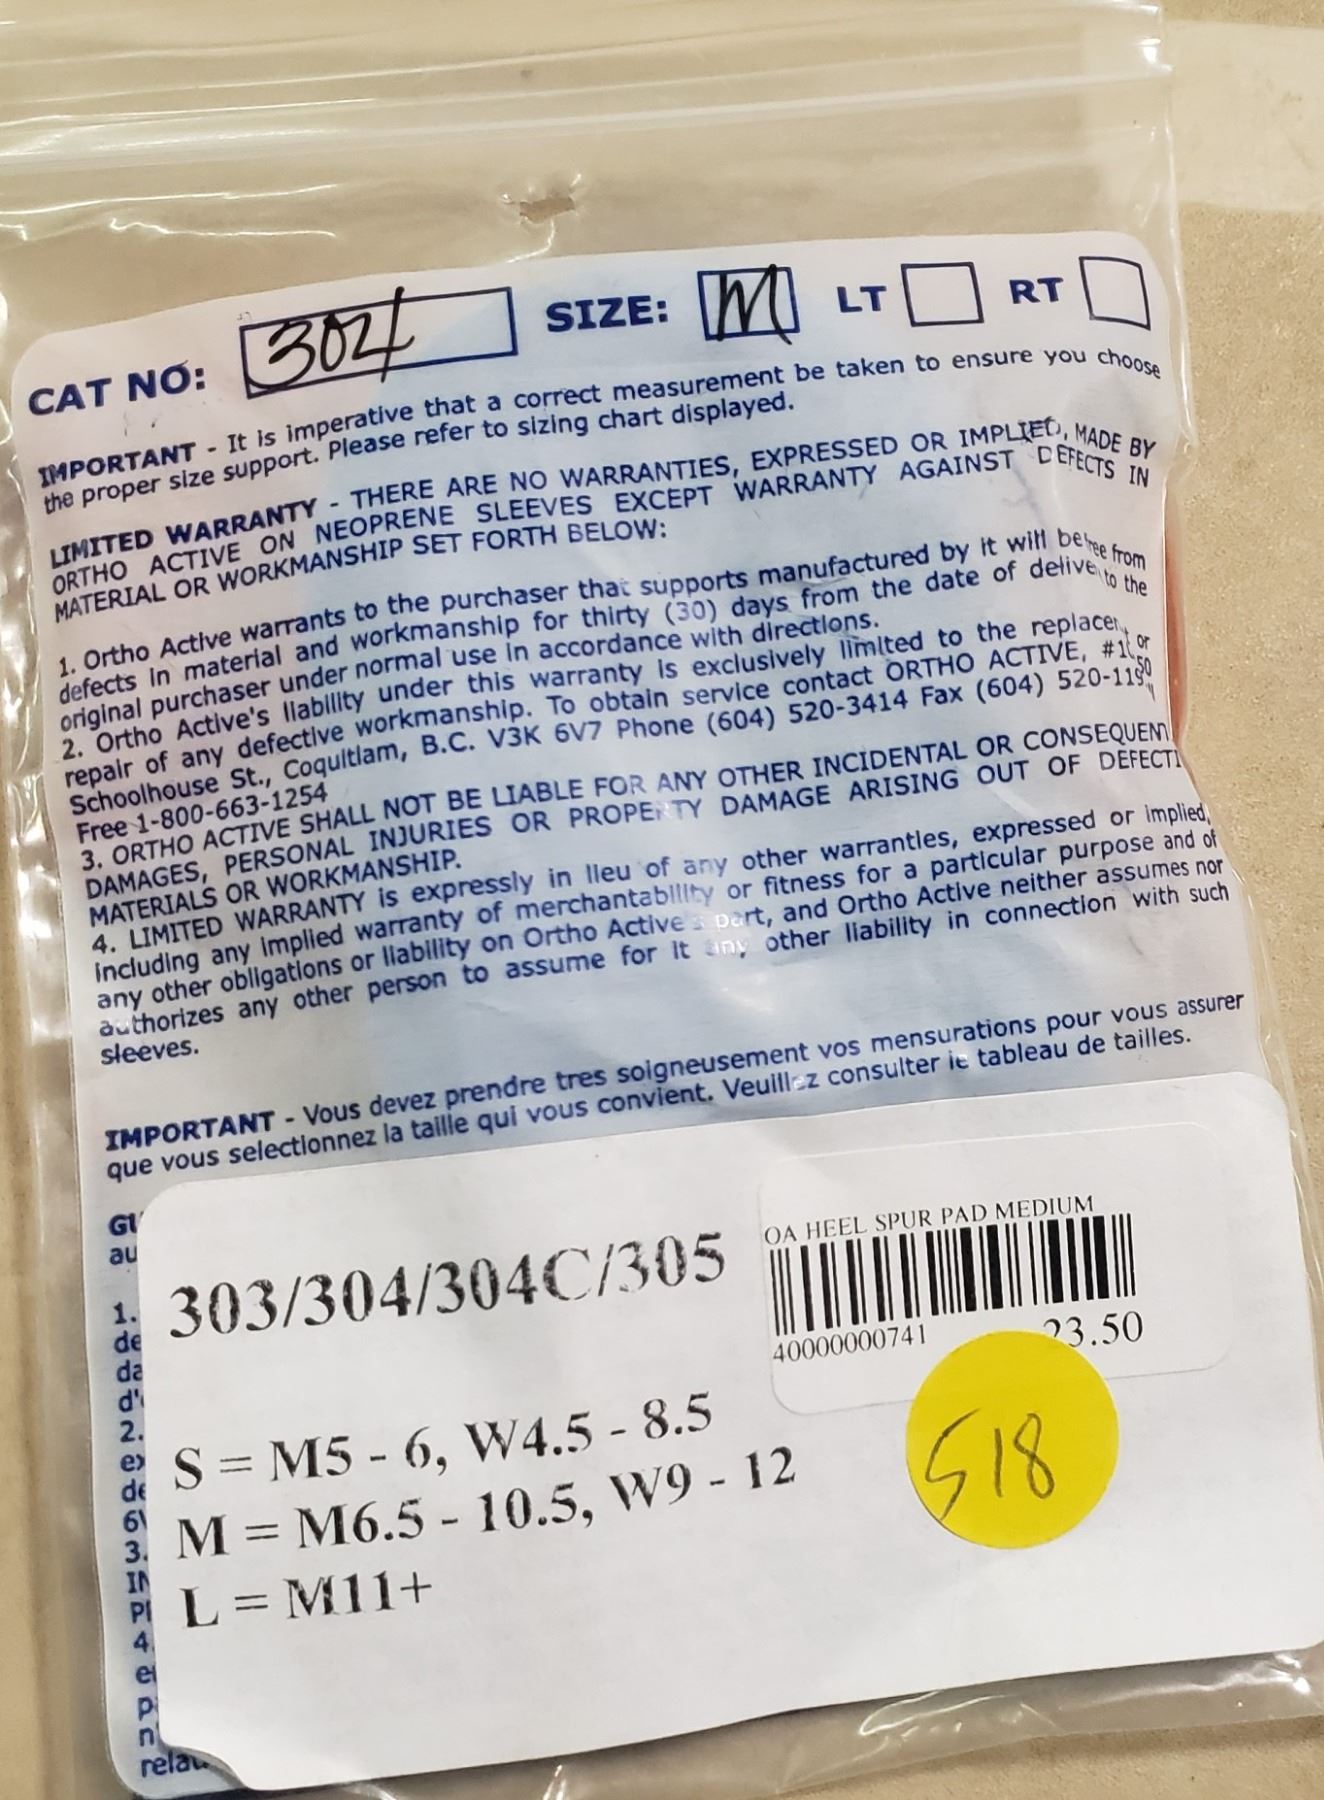 CAT NO: 304 SIZE: M LT RT
IMPORTANT - It is imperative that a correct measurement be taken to ensure you choose
the proper size support. Please refer to sizing chart displayed.
LIMITED WARRANTY - THERE ARE NO WARRANTIES, EXPRESSED OR IMPLIED, MADE BY
ORTHO ACTIVE ON NEOPRENE SLEEVES EXCEPT WARRANTY AGAINST DEFECTS IN
MATERIAL OR WORKMANSHIP SET FORTH BELOW:
1. Ortho Active warrants to the purchaser that supports manufactured by it will be free from
defects in material and workmanship for thirty (30) days from the date of delivery to the
original purchaser under normal use in accordance with directions.
2. Ortho Active's liability under this warranty is exclusively limited to the or
repair of any defective workmanship. To obtain service contact ORTHO ACTIVE,
Schoolhouse St., Coquitlam, B.C. V3K 6V7 Phone (604) 520-3414 Fax (604)
Free 1-800-663-1254
3. ORTHO ACTIVE SHALL NOT BE LIABLE FOR ANY OTHER INCIDENTAL OR
DAMAGES, PERSONAL INJURIES OR PROPERTY DAMAGE ARISING OUT OF
MATERIALS OR WORKMANSHIP.
4. LIMITED WARRANTY is expressly in lieu of any other warranties, expressed or implied,
including any implied warranty of merchantability or fitness for a particular purpose and of
any other obligations or liability on Ortho Active's part, and Ortho Active neither assumes nor
authorizes any other person to assume for it any other liability in connection with such
sleeves.
IMPORTANT - Vous devez prendre tres soigneusement vos mensurations pour vous assurer
que vous selectionnez la taille qui vous convient. Veuillez consulter le tableau de tailles.
303/304/304C/305
OA HEEL SPUR PAD MEDIUM
40000000741 23.50
S = M5 - 6, W4.5 - 8.5
M = M6.5 - 10.5, W9 - 12
L = M11+
518